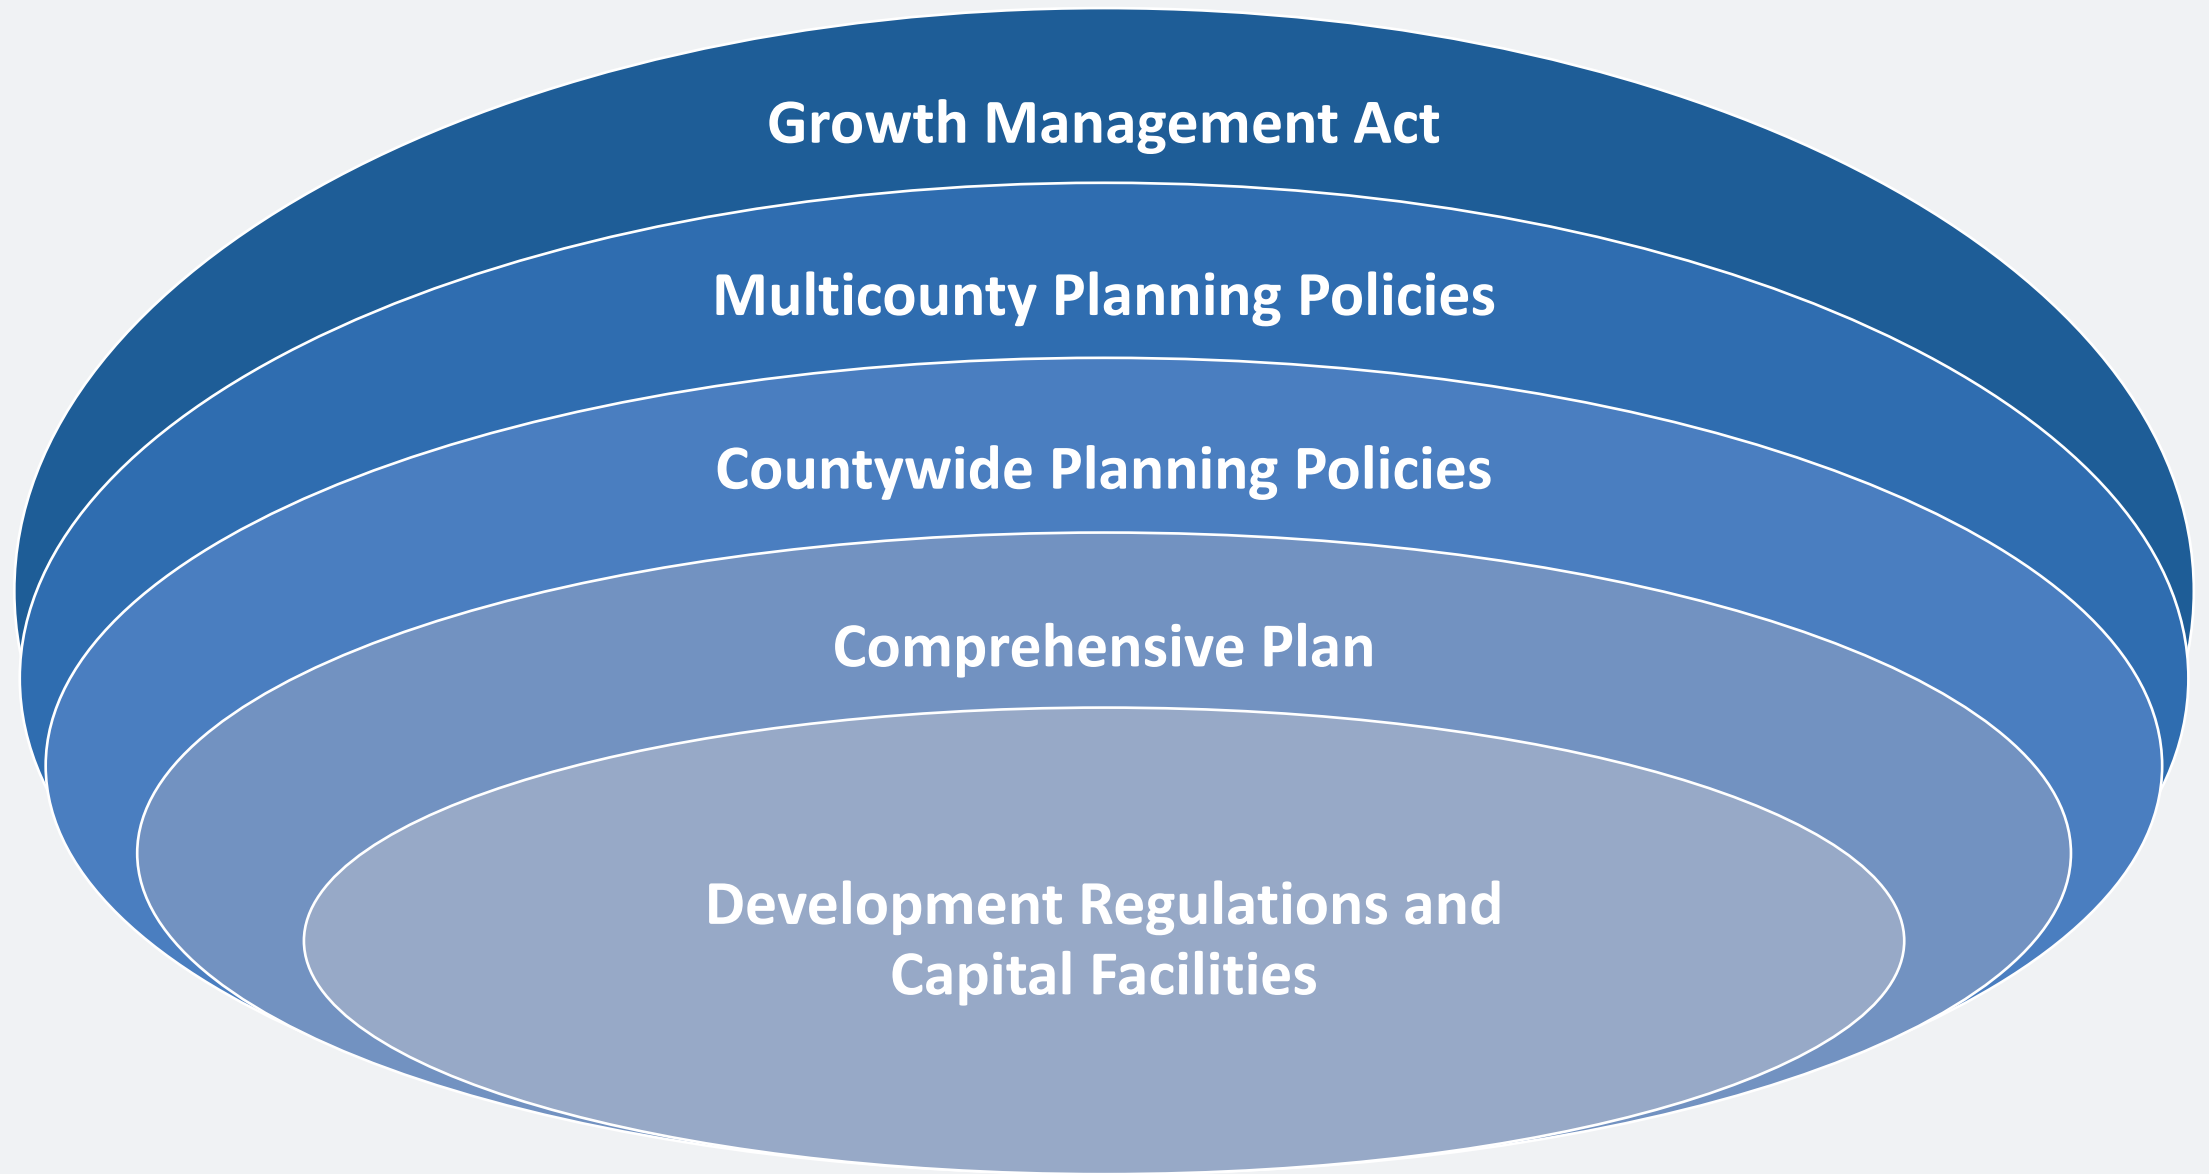 Growth Management Act
Multicounty Planning Policies
Countywide Planning Policies
Comprehensive Plan
Development Regulations and
Capital Facilities